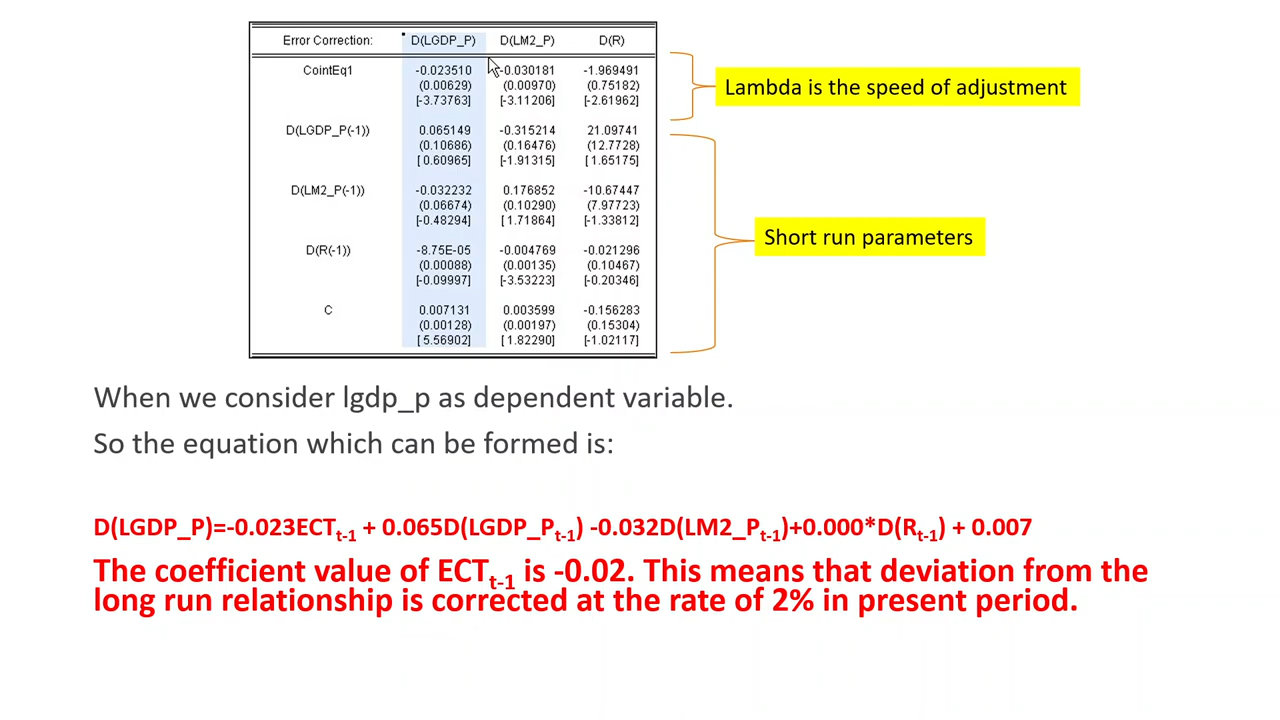 Error Correction: D(LGDP_P) D(LM2_P) D(R)
CointEq1 -0.023510 -0.030181 -1.969491
(0.00629) (0.00970) (0.75182)
[-3.73763] [-3.11206] [-2.61962]
D(LGDP_P(-1)) 0.065149 -0.315214 21.09741
(0.10686) (0.16476) (12.7728)
[ 0.60965] [-1.91315] [ 1.65175]
D(LM2_P(-1)) -0.032232 0.176852 -10.67447
(0.06674) (0.10290) (7.97723)
[-0.48294] [ 1.71864] [-1.33812]
D(R(-1)) -8.75E-05 -0.004769 -0.021296
(0.00088) (0.00135) (0.10467)
[-0.09997] [-3.53223] [-0.20346]
C 0.007131 0.003599 -0.156283
(0.00128) (0.00197) (0.15304)
[ 5.56902] [ 1.82290] [-1.02117]
Lambda is the speed of adjustment
Short run parameters
When we consider lgdp_p as dependent variable.
So the equation which can be formed is:
D(LGDP_P)=-0.023ECTt-1 + 0.065D(LGDP_Pt-1) -0.032D(LM2_Pt-1)+0.000*D(Rt-1) + 0.007
The coefficient value of ECTt-1 is -0.02. This means that deviation from the
long run relationship is corrected at the rate of 2% in present period.